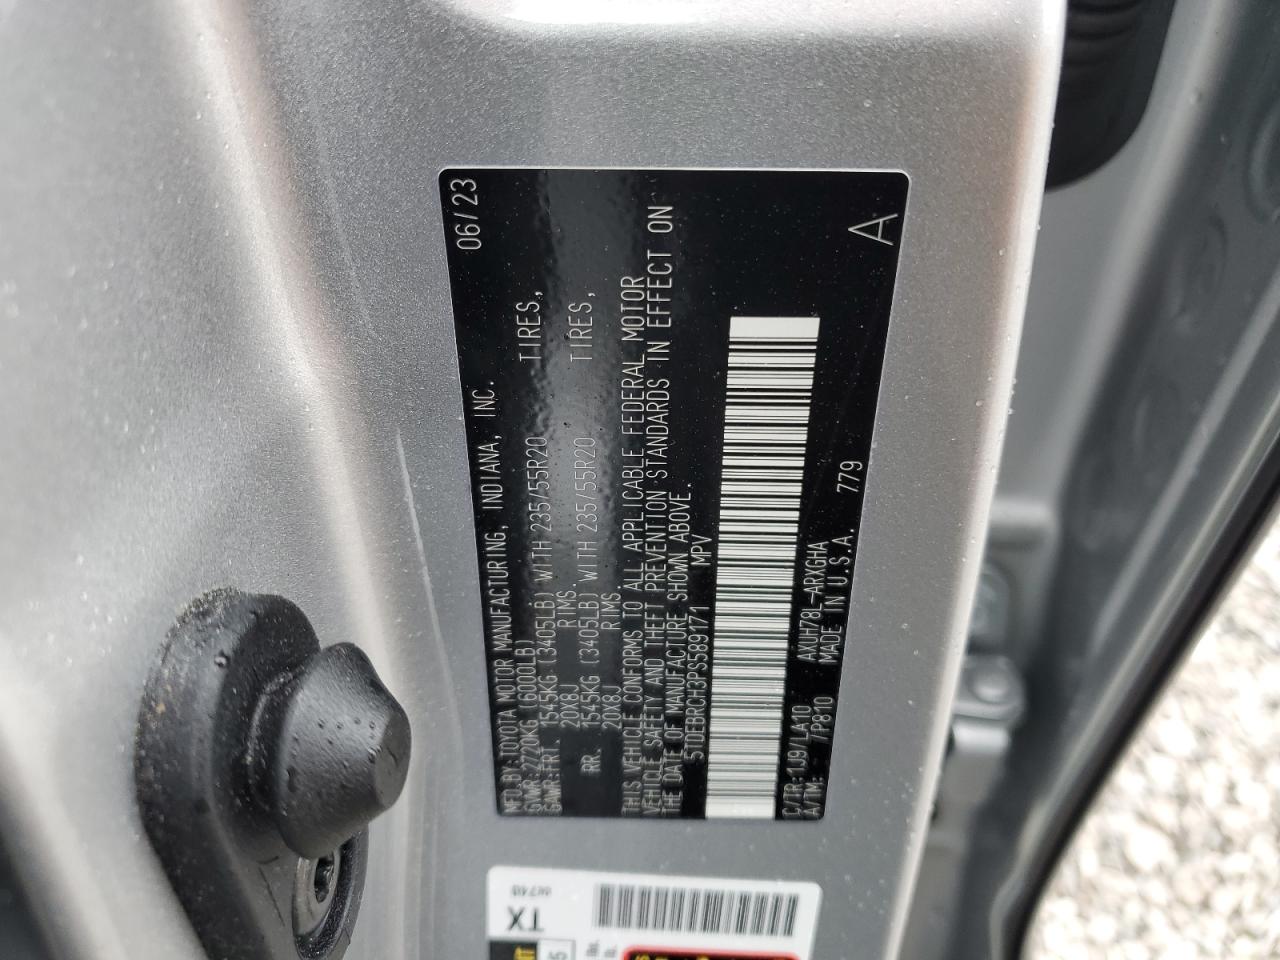 MFD.BY:TOYOTA MOTOR MANUFACTURING, INDIANA, INC. 06/23
GVWR:2720KG (6000LB)
GAWR:FRT 1545KG (3405LB) WITH 235/55R20 TIRES,
20X8J RIMS
RR. 1545KG (3405LB) WITH 235/55R20 TIRES,
20X8J RIMS
THIS VEHICLE CONFORMS TO ALL APPLICABLE FEDERAL MOTOR
VEHICLE SAFETY AND THEFT PREVENTION STANDARDS IN EFFECT ON
THE DATE OF MANUFACTURE SHOWN ABOVE.
5TDEBRCH3PS589171 MPV
C/TR:1J9/LA10 AXUH78L-ARXGHA
A/TM: - /P810 MADE IN U.S.A. 779 A
TX